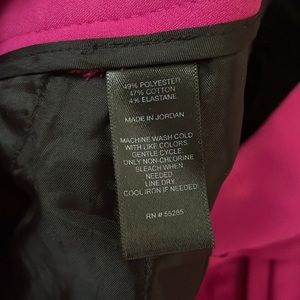 49% POLYESTER
47% COTTON
4% ELASTANE
MADE IN JORDAN
MACHINE WASH COLD
WITH LIKE COLORS.
GENTLE CYCLE.
ONLY NON-CHLORINE
BLEACH WHEN
NEEDED.
LINE DRY.
COOL IRON IF NEEDED.
RN # 55285